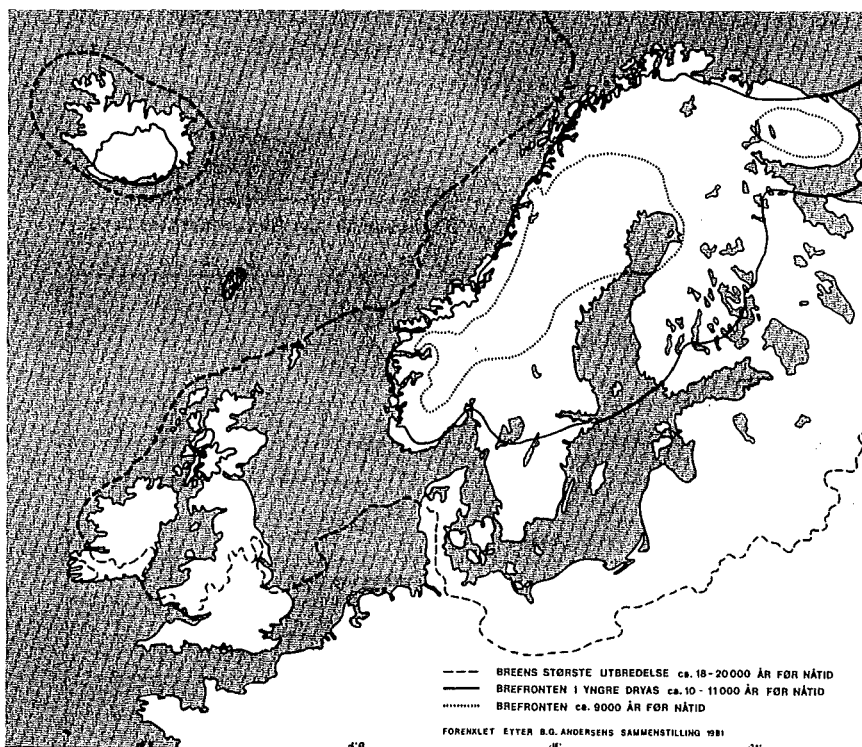 BREENS STØRSTE UTBREDELSE ca. 18-20000 ÅR FØR NÅTID
BREFRONTEN I YNGRE DRYAS ca. 10-11000 ÅR FØR NÅTID
BREFRONTEN ca. 9000 ÅR FØR NÅTID
FORENKLET ETTER B.G. ANDERSENS SAMMENSTILLING 1981